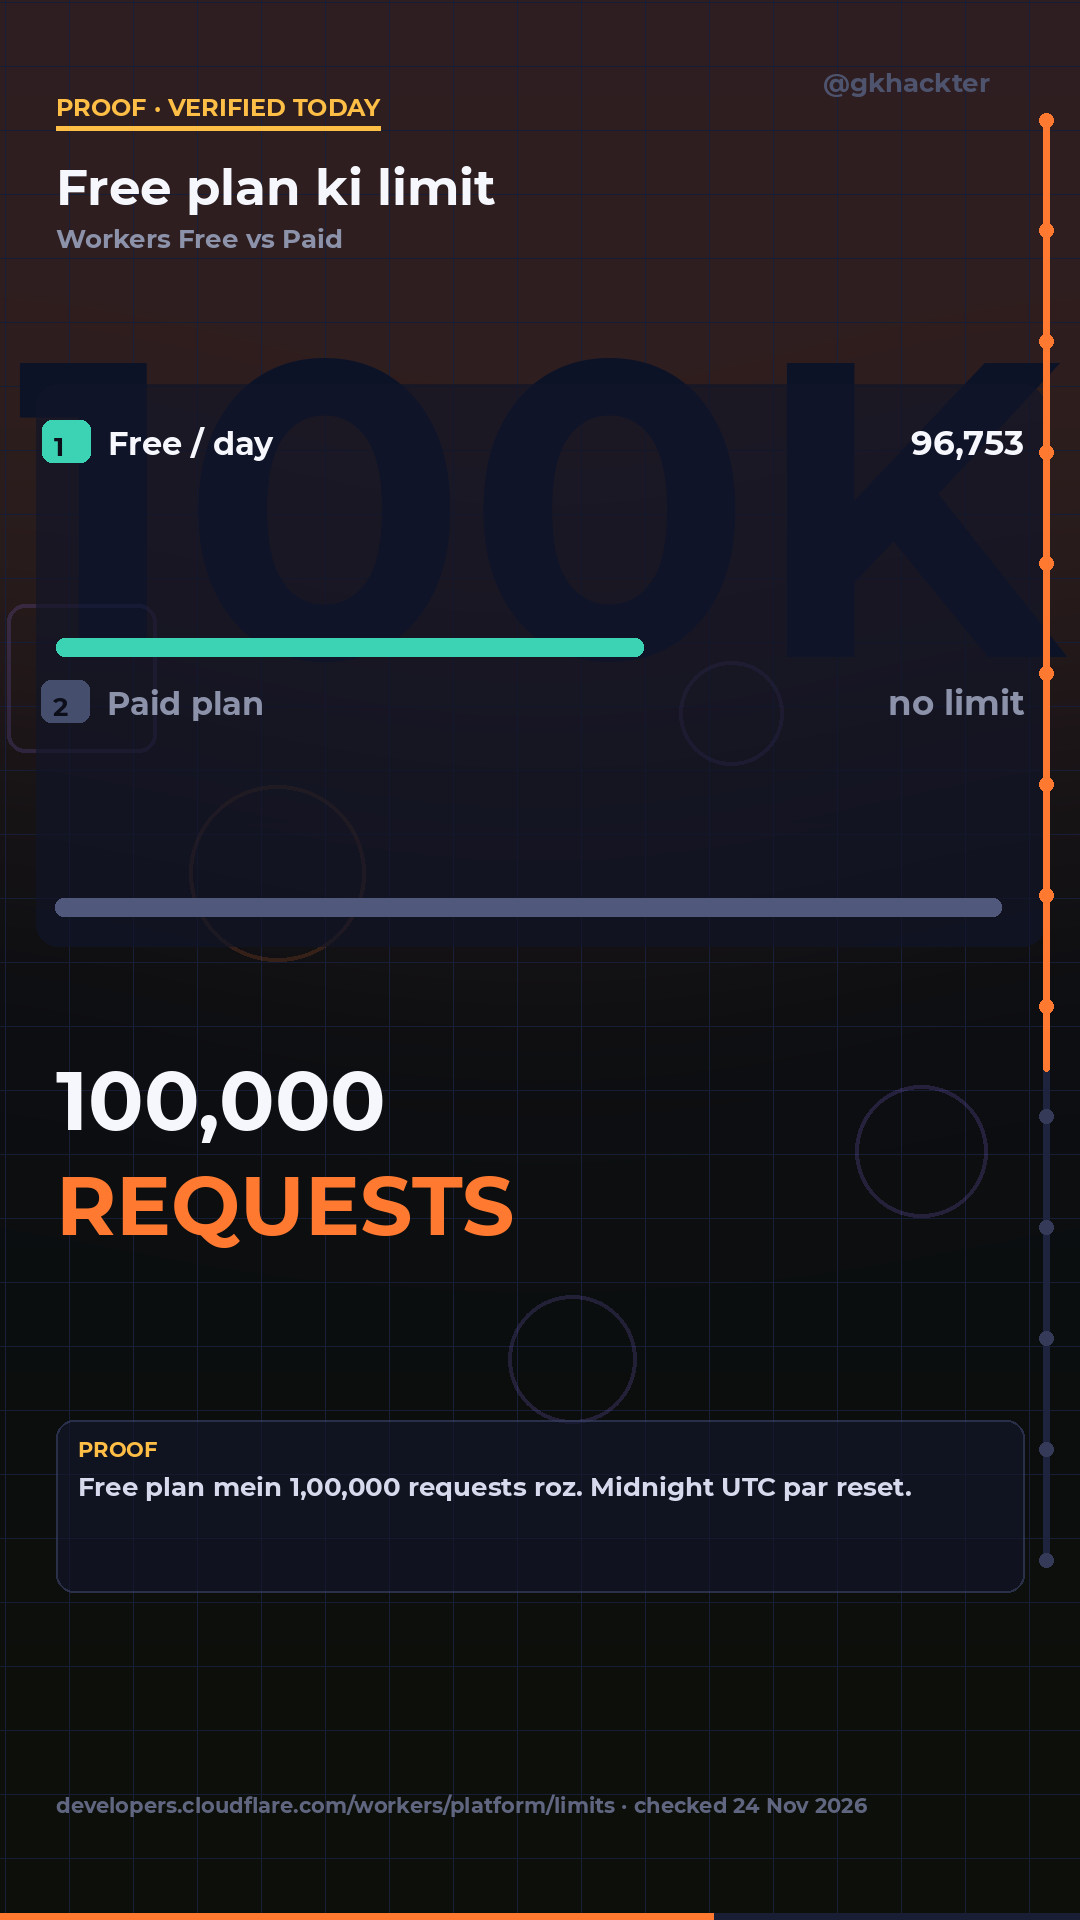 @gkhackter
PROOF · VERIFIED TODAY
Free plan ki limit
Workers Free vs Paid
100K
1 Free / day 96,753
2 Paid plan no limit
100,000
REQUESTS
PROOF
Free plan mein 1,00,000 requests roz. Midnight UTC par reset.
developers.cloudflare.com/workers/platform/limits · checked 24 Nov 2026